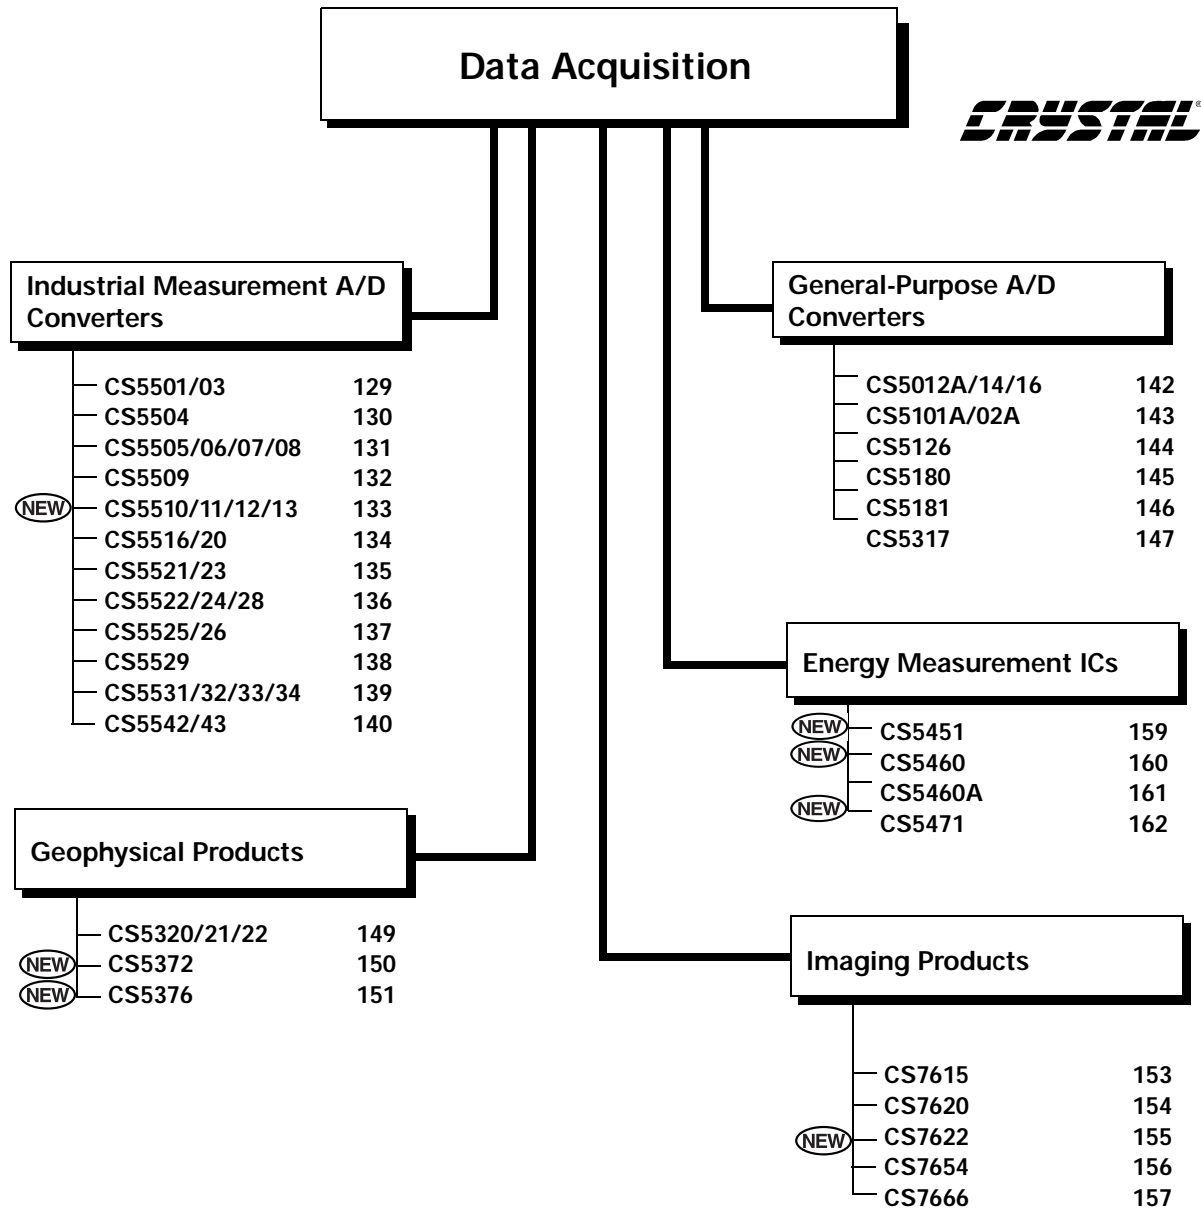 Data Acquisition
CRYSTAL®
Industrial Measurement A/D
Converters
CS5501/03 129
CS5504 130
CS5505/06/07/08 131
CS5509 132
NEW CS5510/11/12/13 133
CS5516/20 134
CS5521/23 135
CS5522/24/28 136
CS5525/26 137
CS5529 138
CS5531/32/33/34 139
CS5542/43 140
Geophysical Products
CS5320/21/22 149
NEW CS5372 150
NEW CS5376 151
General-Purpose A/D
Converters
CS5012A/14/16 142
CS5101A/02A 143
CS5126 144
CS5180 145
CS5181 146
CS5317 147
Energy Measurement ICs
NEW CS5451 159
NEW CS5460 160
CS5460A 161
NEW CS5471 162
Imaging Products
CS7615 153
CS7620 154
NEW CS7622 155
CS7654 156
CS7666 157